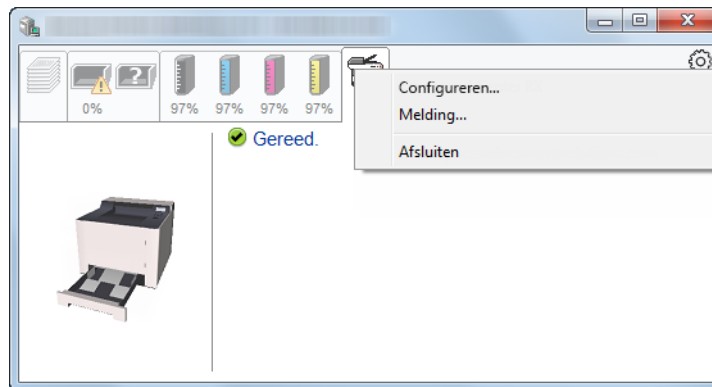 0% 97% 97% 97% 97%
Gereed.
Configureren...
Melding...
Afsluiten